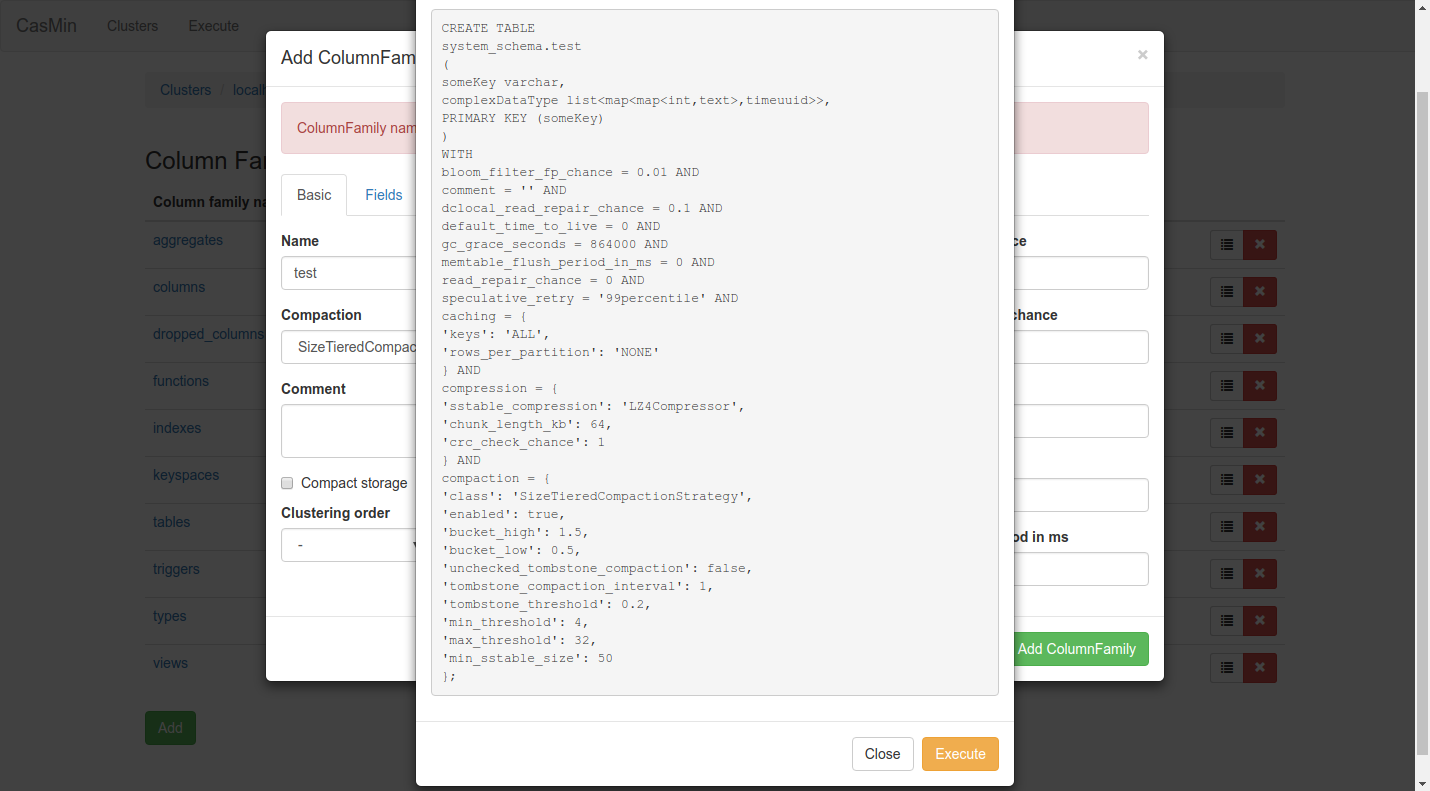 CasMin Clusters Execute
Clusters / localh
Column Fa
Column family na
aggregates
columns
dropped_columns
functions
indexes
keyspaces
tables
triggers
types
views
Add
Add ColumnFam
×
ColumnFamily nam
Basic Fields
Name
test
Compaction
SizeTieredCompac
Comment
Compact storage
Clustering order
-
ce
chance
od in ms
Add ColumnFamily
CREATE TABLE
system_schema.test
(
someKey varchar,
complexDataType list<map<map<int,text>,timeuuid>>,
PRIMARY KEY (someKey)
)
WITH
bloom_filter_fp_chance = 0.01 AND
comment = '' AND
dclocal_read_repair_chance = 0.1 AND
default_time_to_live = 0 AND
gc_grace_seconds = 864000 AND
memtable_flush_period_in_ms = 0 AND
read_repair_chance = 0 AND
speculative_retry = '99percentile' AND
caching = {
'keys': 'ALL',
'rows_per_partition': 'NONE'
} AND
compression = {
'sstable_compression': 'LZ4Compressor',
'chunk_length_kb': 64,
'crc_check_chance': 1
} AND
compaction = {
'class': 'SizeTieredCompactionStrategy',
'enabled': true,
'bucket_high': 1.5,
'bucket_low': 0.5,
'unchecked_tombstone_compaction': false,
'tombstone_compaction_interval': 1,
'tombstone_threshold': 0.2,
'min_threshold': 4,
'max_threshold': 32,
'min_sstable_size': 50
};
Close Execute